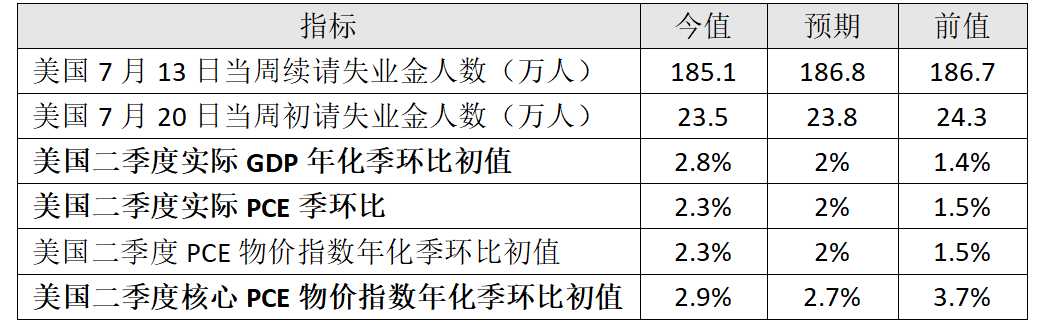 指标 今值 预期 前值
美国 7 月 13 日当周续请失业金人数（万人） 185.1 186.8 186.7
美国 7 月 20 日当周初请失业金人数（万人） 23.5 23.8 24.3
美国二季度实际 GDP 年化季环比初值 2.8% 2% 1.4%
美国二季度实际 PCE 季环比 2.3% 2% 1.5%
美国二季度 PCE 物价指数年化季环比初值 2.3% 2% 1.5%
美国二季度核心 PCE 物价指数年化季环比初值 2.9% 2.7% 3.7%